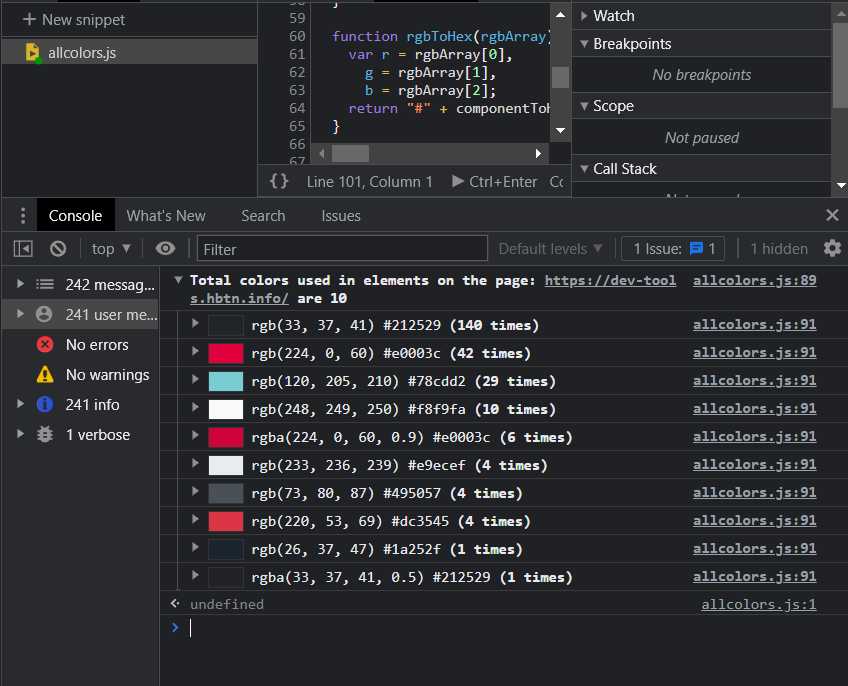 New snippet
allcolors.js
59
60 function rgbToHex(rgbArray)
61 var r = rgbArray[0],
62 g = rgbArray[1],
63 b = rgbArray[2];
64 return "#" + componentToH
65 }
66
67
{} Line 101, Column 1 Ctrl+Enter Co
Watch
Breakpoints
No breakpoints
Scope
Not paused
Call Stack
Console What's New Search Issues
top Filter Default levels 1 Issue: 1 1 hidden
242 messag...
241 user me...
No errors
No warnings
241 info
1 verbose
Total colors used in elements on the page: https://dev-tool allcolors.js:89
s.hbtn.info/ are 10
rgb(33, 37, 41) #212529 (140 times) allcolors.js:91
rgb(224, 0, 60) #e0003c (42 times) allcolors.js:91
rgb(120, 205, 210) #78cdd2 (29 times) allcolors.js:91
rgb(248, 249, 250) #f8f9fa (10 times) allcolors.js:91
rgba(224, 0, 60, 0.9) #e0003c (6 times) allcolors.js:91
rgb(233, 236, 239) #e9ecef (4 times) allcolors.js:91
rgb(73, 80, 87) #495057 (4 times) allcolors.js:91
rgb(220, 53, 69) #dc3545 (4 times) allcolors.js:91
rgb(26, 37, 47) #1a252f (1 times) allcolors.js:91
rgba(33, 37, 41, 0.5) #212529 (1 times) allcolors.js:91
undefined allcolors.js:1